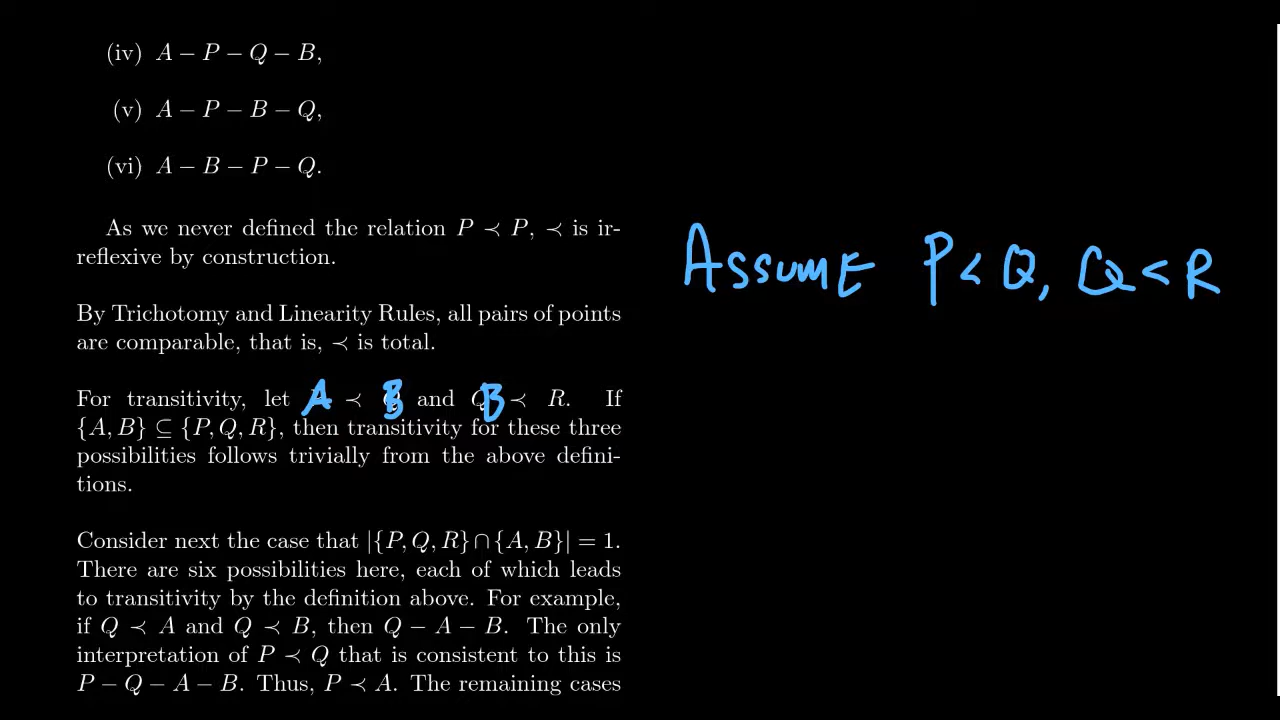 (iv) A − P − Q − B,
(v) A − P − B − Q,
(vi) A − B − P − Q.
As we never defined the relation P ≺ P, ≺ is ir-
reflexive by construction.
By Trichotomy and Linearity Rules, all pairs of points
are comparable, that is, ≺ is total.
For transitivity, let A ≺ B and B ≺ R. If
{A, B} ⊆ {P, Q, R}, then transitivity for these three
possibilities follows trivially from the above defini-
tions.
Consider next the case that |{P, Q, R} ∩ {A, B}| = 1.
There are six possibilities here, each of which leads
to transitivity by the definition above. For example,
if Q ≺ A and Q ≺ B, then Q − A − B. The only
interpretation of P ≺ Q that is consistent to this is
P − Q − A − B. Thus, P ≺ A. The remaining cases
ASSUME P < Q, Q < R